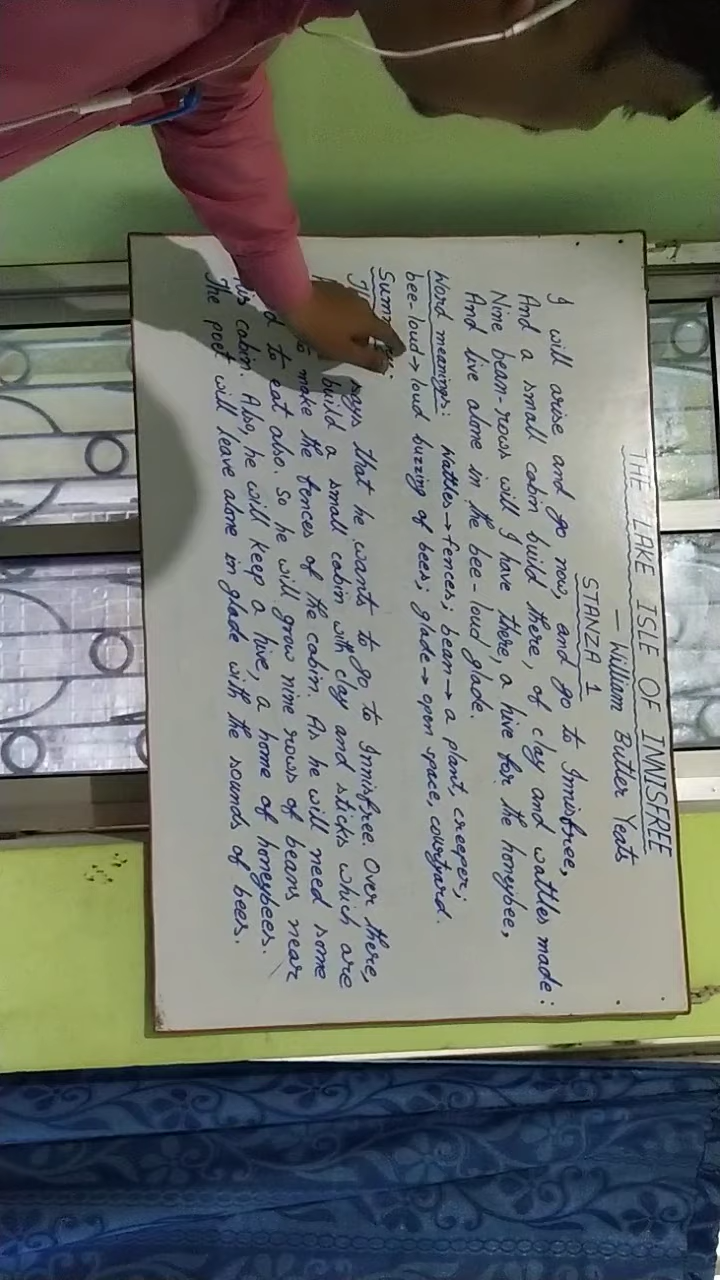 THE LAKE ISLE OF INNISFREE
— William Butler Yeats
STANZA 1
I will arise and go now, and go to Innisfree,
And a small cabin build there, of clay and wattles made:
Nine bean-rows will I have there, a hive for the honeybee,
And live alone in the bee-loud glade.
Word meanings: Wattles→fences; bean→ a plant, creeper;
bee-loud→loud buzzing of bees; glade→open space, courtyard.
says that he wants to go to Innisfree. Over there,
build a small cabin with clay and sticks which are
to make the fences of the cabin. As he will need some
to eat also. So he will grow nine rows of beans near
his cabin. Also, he will keep a hive, a home of honeybees.
The poet will leave alone in glade with the sounds of bees.